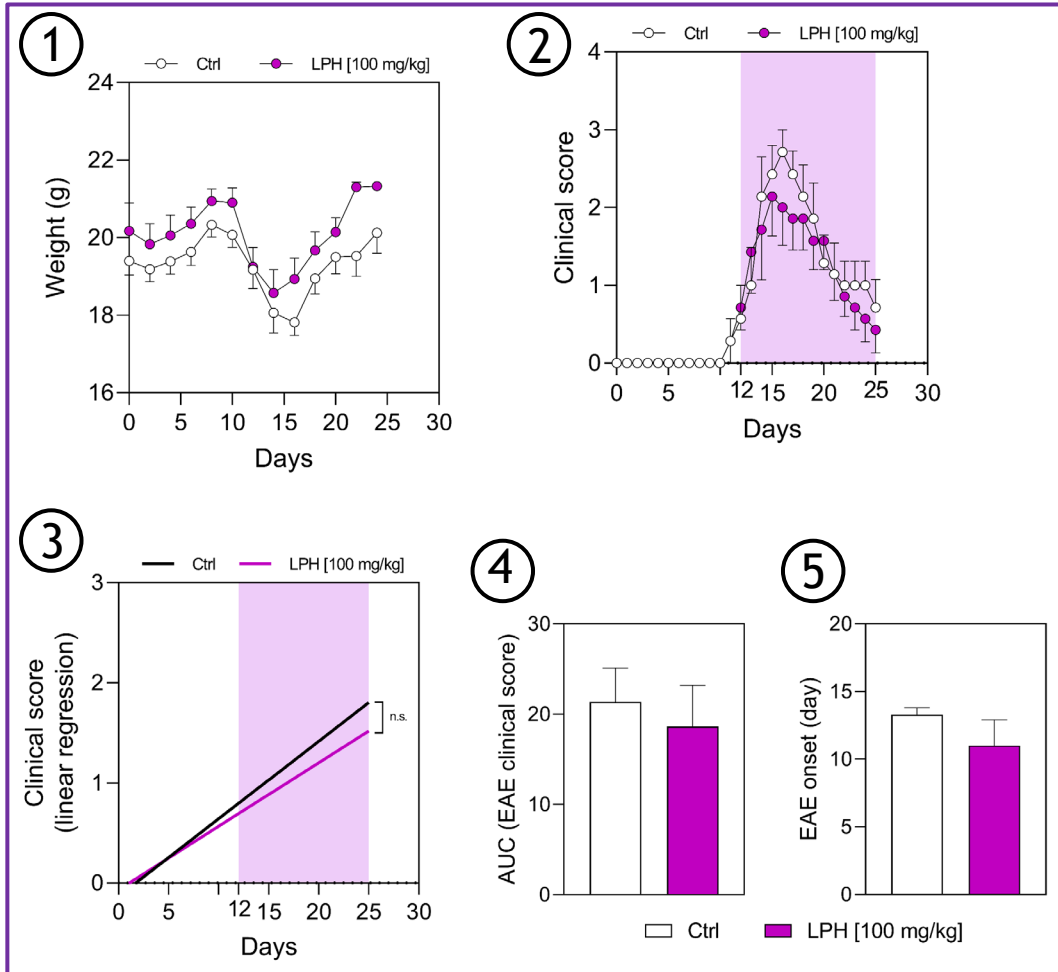 1
Ctrl LPH [100 mg/kg]
24
22
20
18
16
Weight (g)
0 5 10 15 20 25 30
Days
2
Ctrl LPH [100 mg/kg]
4
3
2
1
0
Clinical score
0 5 12 15 20 25 30
Days
3
Ctrl LPH [100 mg/kg]
3
2
1
0
Clinical score
(linear regression)
n.s.
0 5 12 15 20 25 30
Days
4
30
20
10
0
AUC (EAE clinical score)
5
20
15
10
5
0
EAE onset (day)
Ctrl LPH [100 mg/kg]